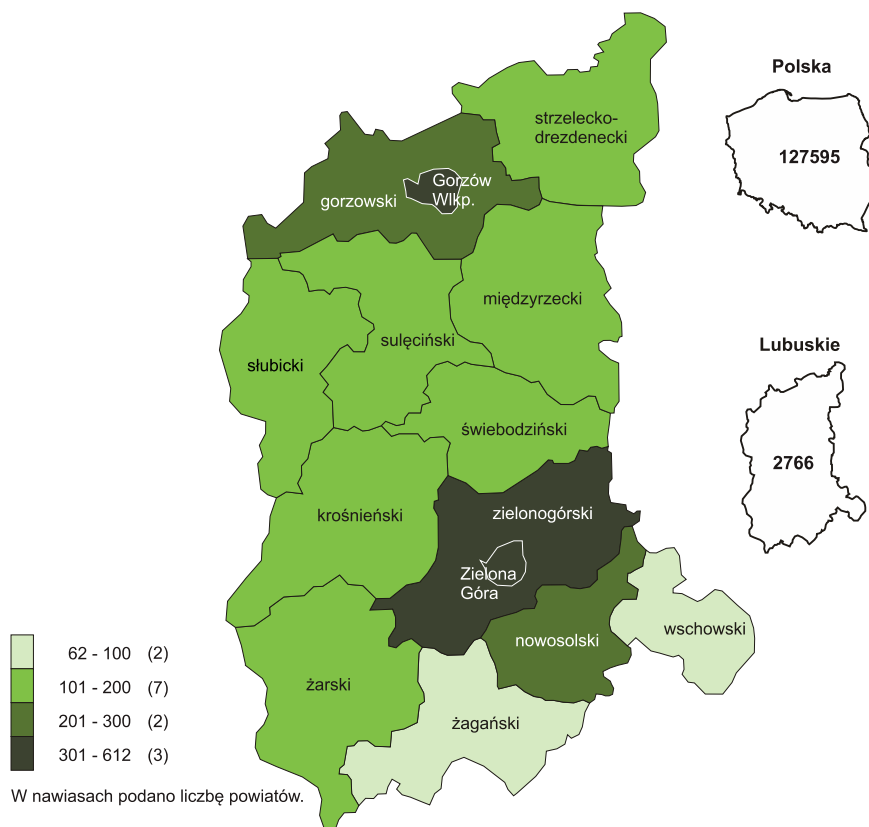 Polska
127595
strzelecko-
drezdenecki
gorzowski
Gorzów
Wlkp.
międzyrzecki
sulęciński
słubicki
Lubuskie
2766
świebodziński
krośnieński
zielonogórski
Zielona
Góra
nowosolski
wschowski
żarski
żagański
62 - 100 (2)
101 - 200 (7)
201 - 300 (2)
301 - 612 (3)
W nawiasach podano liczbę powiatów.